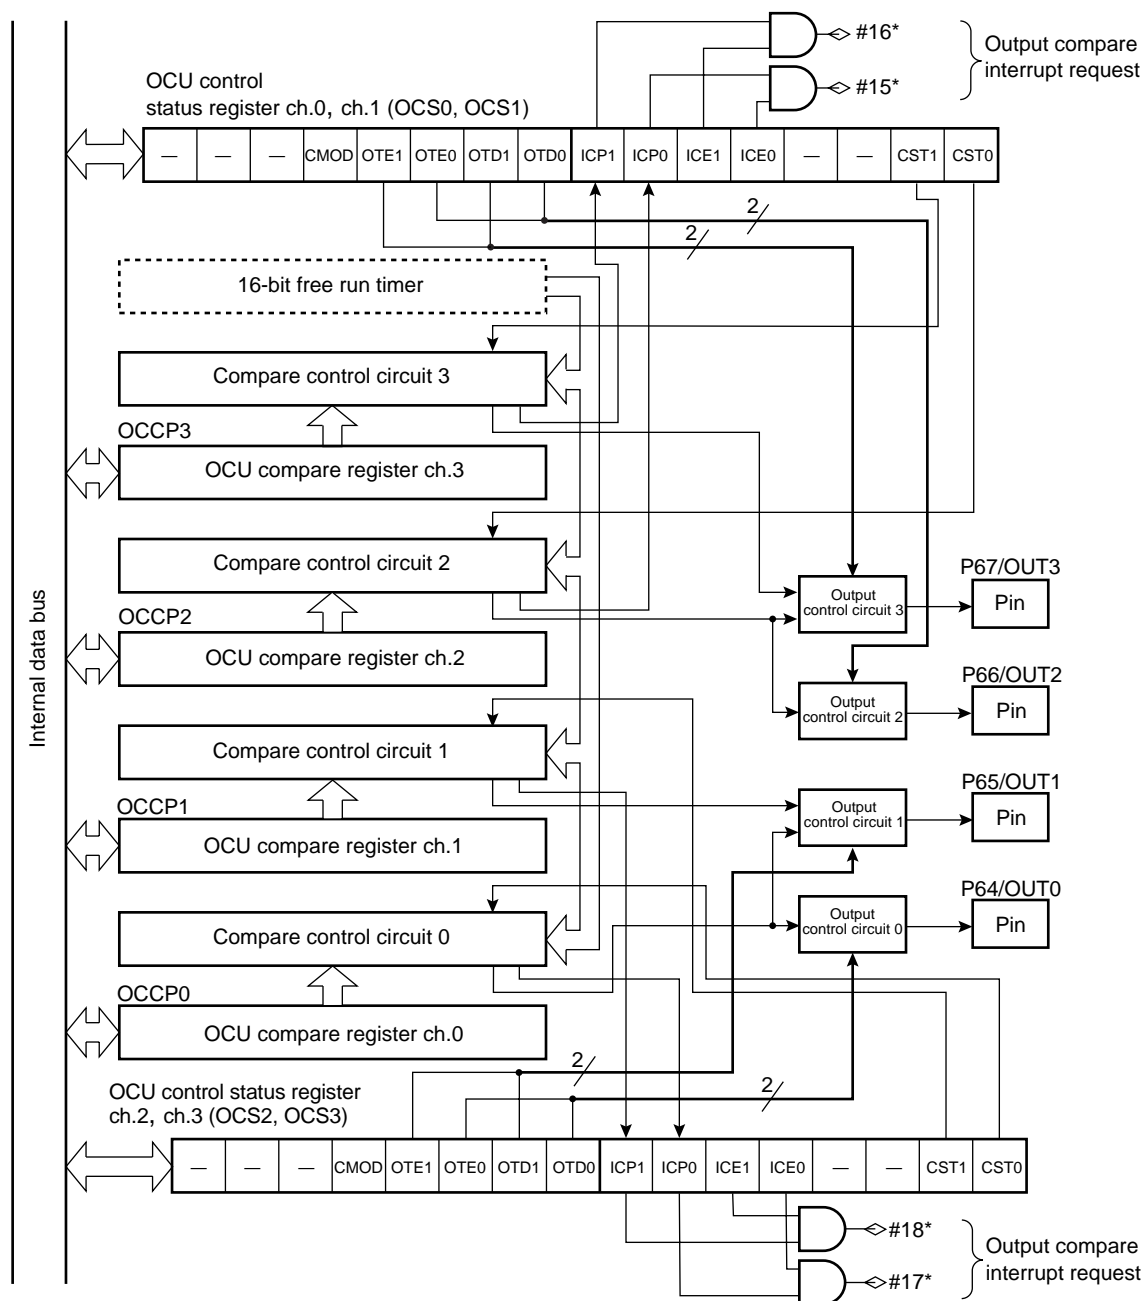 #16*
Output compare
interrupt request
#15*
OCU control
status register ch.0, ch.1 (OCS0, OCS1)
— — — CMOD OTE1 OTE0 OTD1 OTD0 ICP1 ICP0 ICE1 ICE0 — — CST1 CST0
2
2
16-bit free run timer
Compare control circuit 3
OCCP3
OCU compare register ch.3
Compare control circuit 2
OCCP2
OCU compare register ch.2
Internal data bus
Output
control circuit 3
P67/OUT3
Pin
Output
control circuit 2
P66/OUT2
Pin
Compare control circuit 1
OCCP1
OCU compare register ch.1
Output
control circuit 1
P65/OUT1
Pin
Compare control circuit 0
OCCP0
OCU compare register ch.0
Output
control circuit 0
P64/OUT0
Pin
2
2
OCU control status register
ch.2, ch.3 (OCS2, OCS3)
— — — CMOD OTE1 OTE0 OTD1 OTD0 ICP1 ICP0 ICE1 ICE0 — — CST1 CST0
#18*
Output compare
interrupt request
#17*